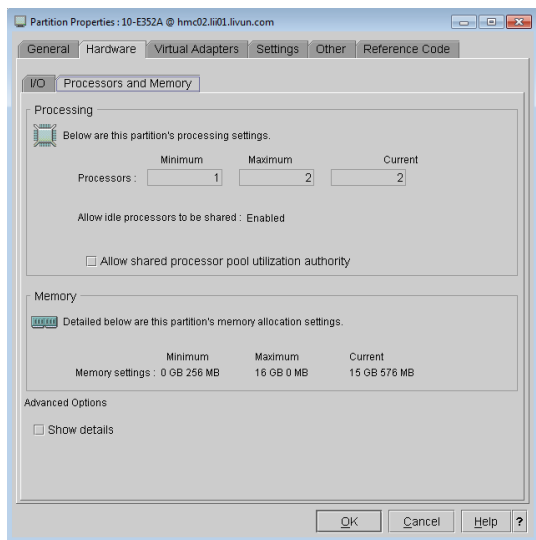 Partition Properties : 10-E352A @ hmc02.lii01.livun.com
General Hardware Virtual Adapters Settings Other Reference Code
I/O Processors and Memory
Processing
Below are this partition's processing settings.
Minimum Maximum Current
Processors : 1 2 2
Allow idle processors to be shared : Enabled
Allow shared processor pool utilization authority
Memory
Detailed below are this partition's memory allocation settings.
Minimum Maximum Current
Memory settings : 0 GB 256 MB 16 GB 0 MB 15 GB 576 MB
Advanced Options
Show details
OK Cancel Help ?